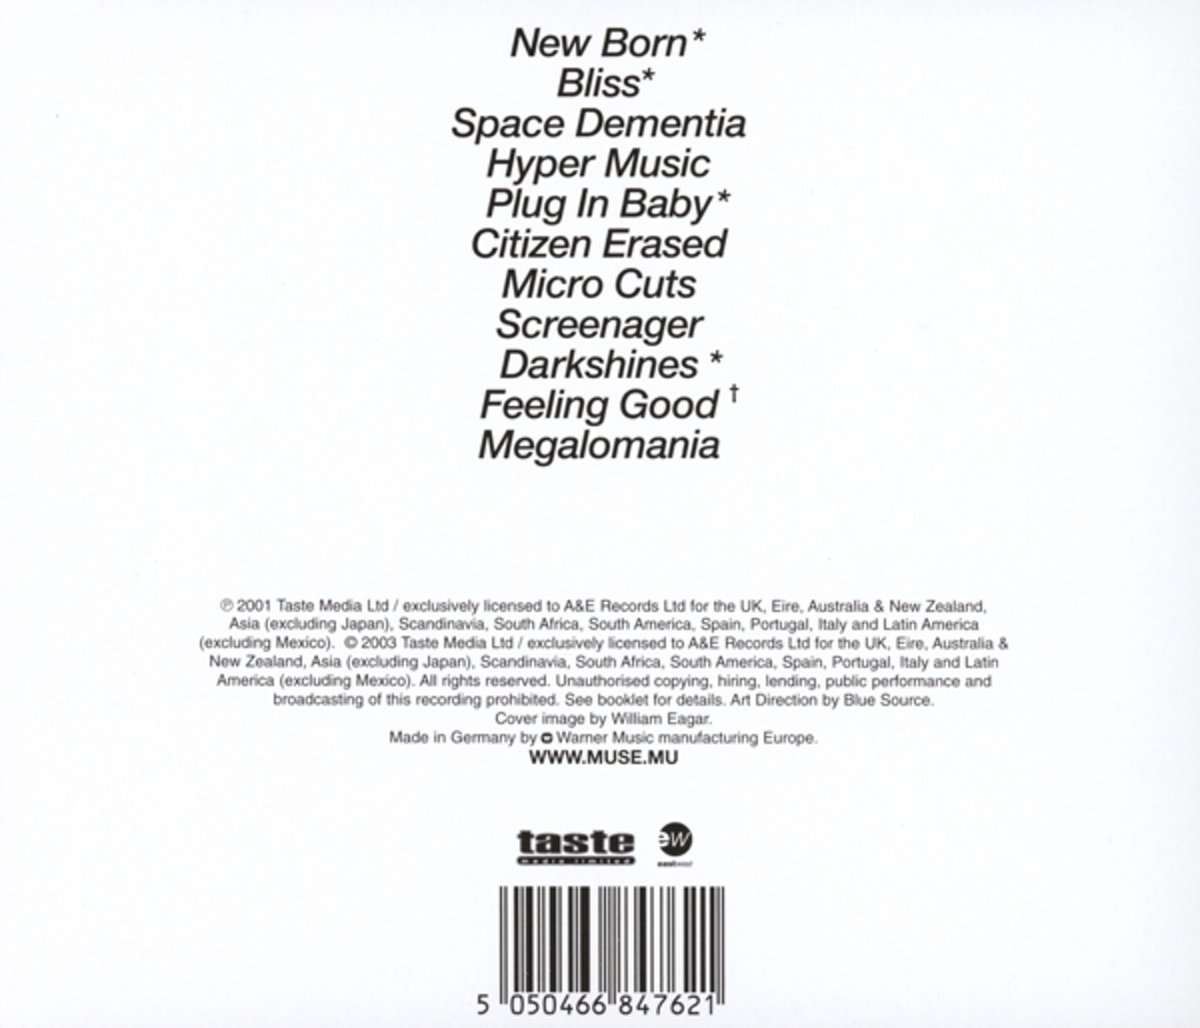 New Born*
Bliss*
Space Dementia
Hyper Music
Plug In Baby*
Citizen Erased
Micro Cuts
Screenager
Darkshines *
Feeling Good †
Megalomania
℗ 2001 Taste Media Ltd / exclusively licensed to A&E Records Ltd for the UK, Eire, Australia & New Zealand,
Asia (excluding Japan), Scandinavia, South Africa, South America, Spain, Portugal, Italy and Latin America
(excluding Mexico). © 2003 Taste Media Ltd / exclusively licensed to A&E Records Ltd for the UK, Eire, Australia &
New Zealand, Asia (excluding Japan), Scandinavia, South Africa, South America, Spain, Portugal, Italy and Latin
America (excluding Mexico). All rights reserved. Unauthorised copying, hiring, lending, public performance and
broadcasting of this recording prohibited. See booklet for details. Art Direction by Blue Source.
Cover image by William Eagar.
Made in Germany by Warner Music manufacturing Europe.
WWW.MUSE.MU
taste
media limited
ew
eastwest
5 050466 847621